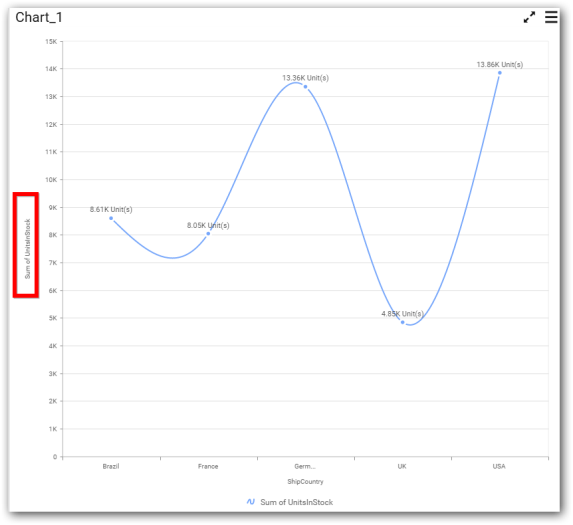 Chart_1
15K
14K
13K
12K
11K
10K
9K
8K
7K
6K
5K
4K
3K
2K
1K
0
Sum of UnitsInStock
8.61K Unit(s)
8.05K Unit(s)
13.36K Unit(s)
4.85K Unit(s)
13.86K Unit(s)
Brazil
France
Germ...
UK
USA
ShipCountry
Sum of UnitsInStock